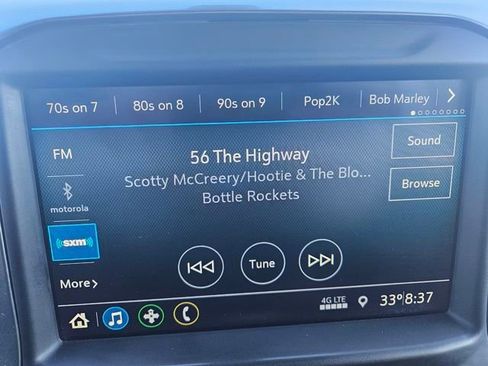 70s on 7 80s on 8 90s on 9 Pop2K Bob Marley
FM
56 The Highway
Sound
Scotty McCreery/Hootie & The Blo...
Browse
motorola
Bottle Rockets
sxm
Tune
More
4G LTE 33° 8:37